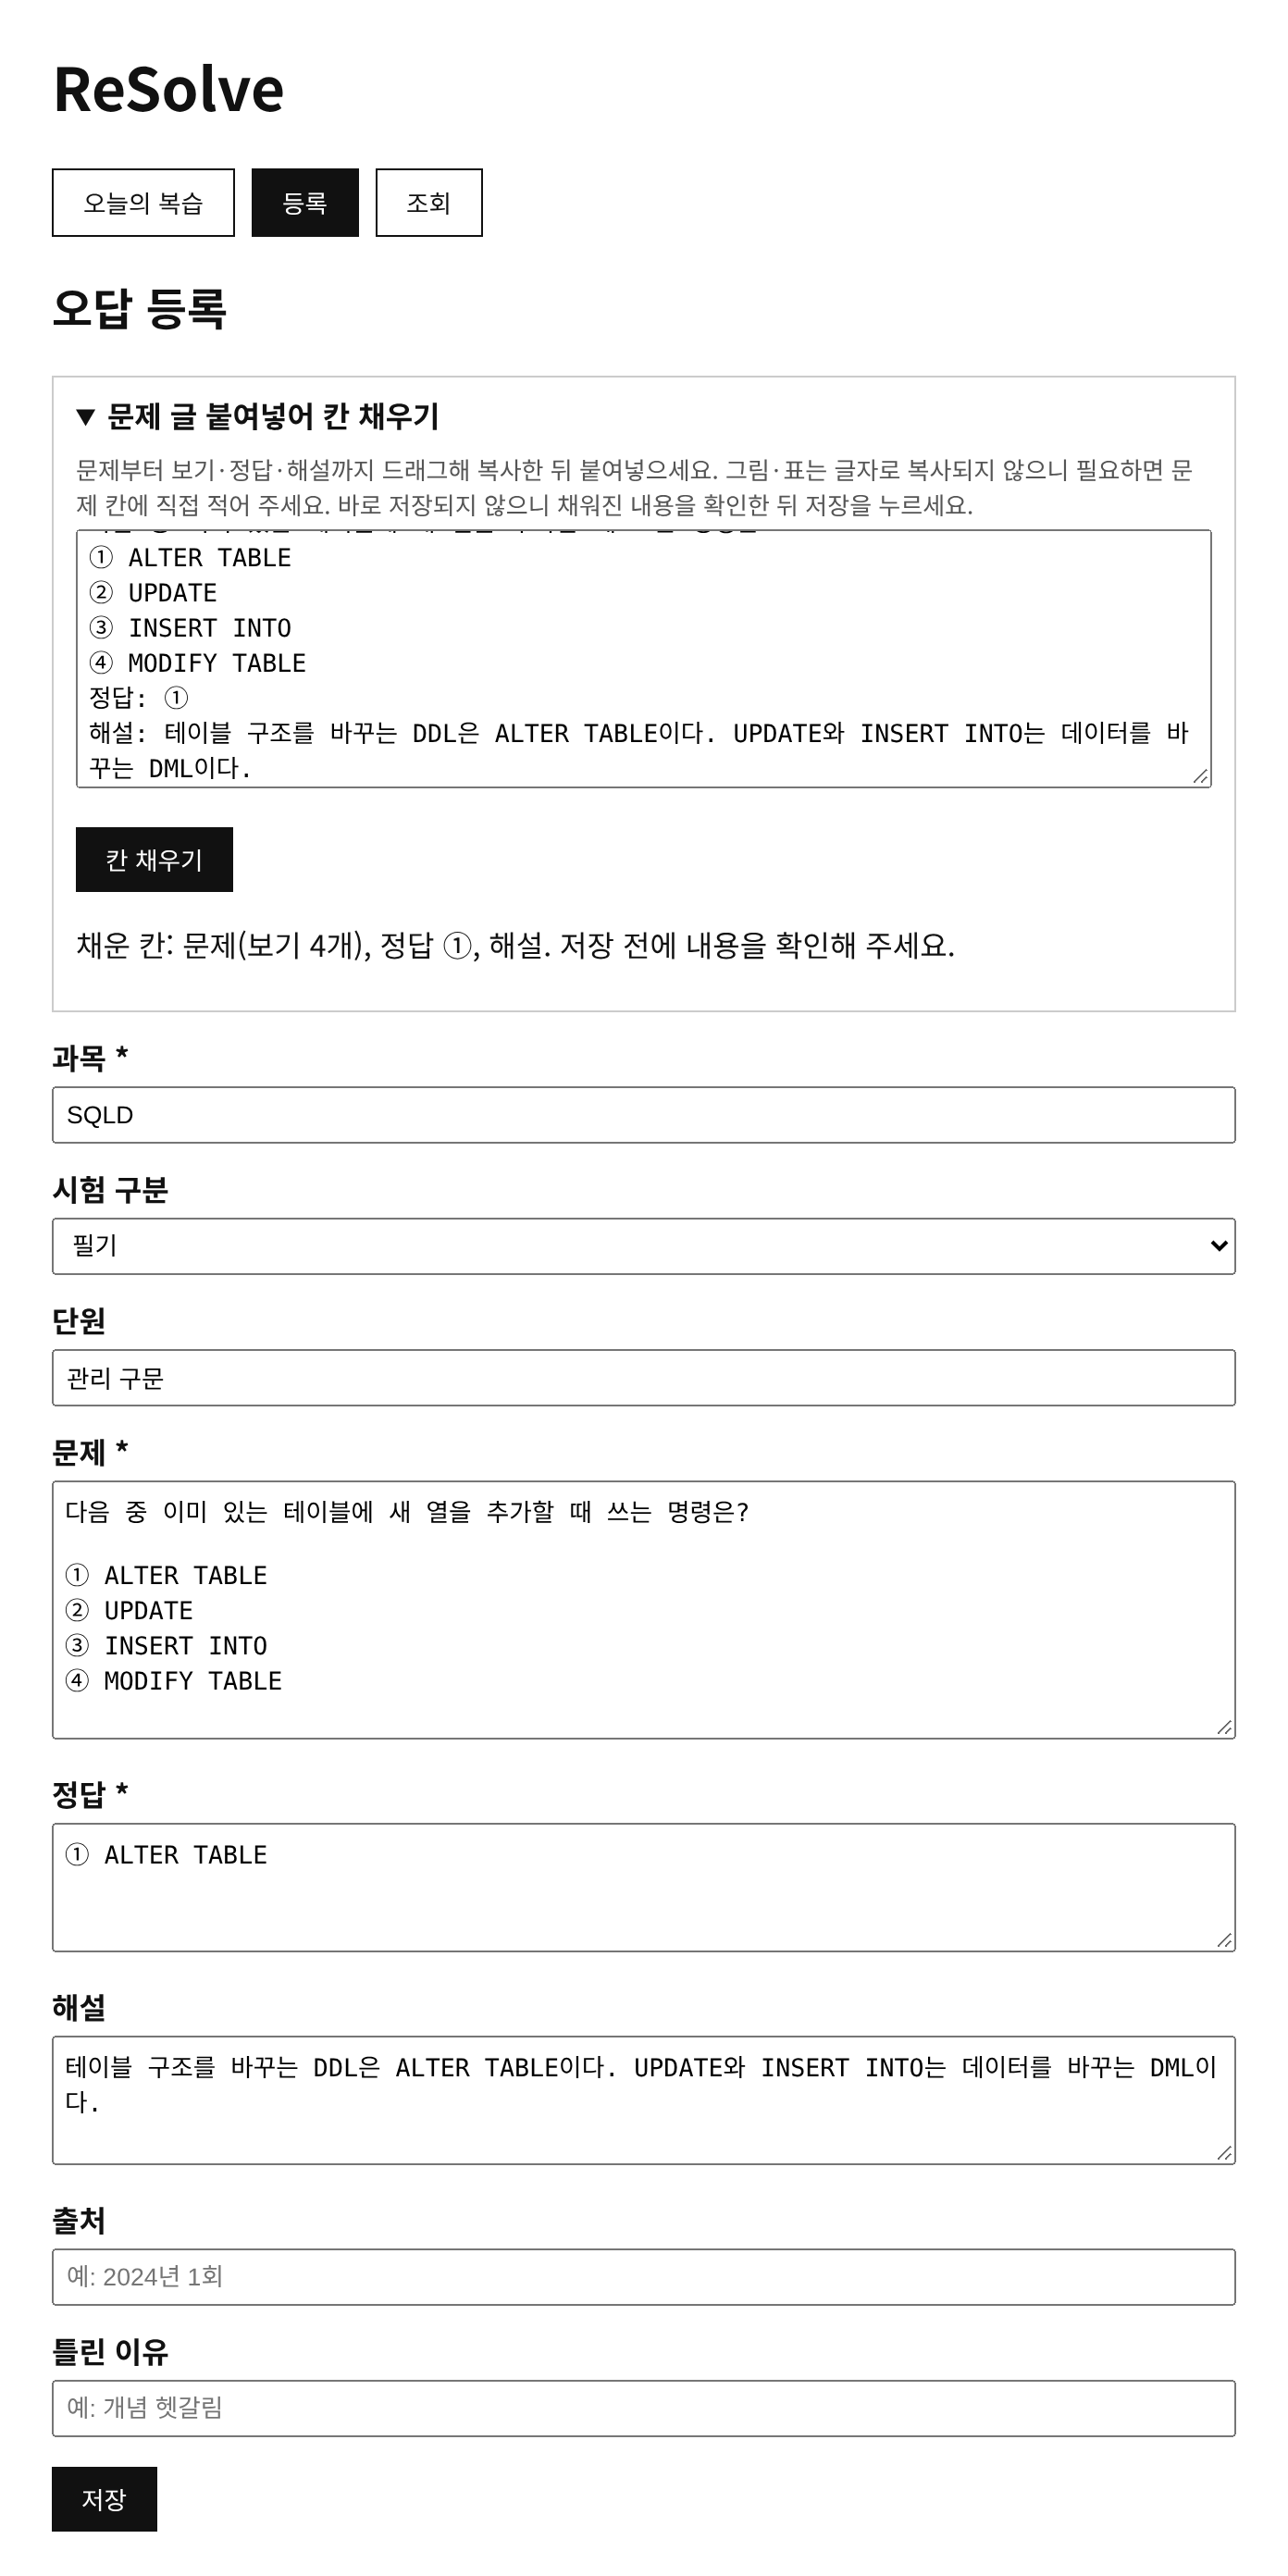 ReSolve
오늘의 복습 등록 조회
오답 등록
▼ 문제 글 붙여넣어 칸 채우기
문제부터 보기·정답·해설까지 드래그해 복사한 뒤 붙여넣으세요. 그림·표는 글자로 복사되지 않으니 필요하면 문
제 칸에 직접 적어 주세요. 바로 저장되지 않으니 채워진 내용을 확인한 뒤 저장을 누르세요.
① ALTER TABLE
② UPDATE
③ INSERT INTO
④ MODIFY TABLE
정답: ①
해설: 테이블 구조를 바꾸는 DDL은 ALTER TABLE이다. UPDATE와 INSERT INTO는 데이터를 바
꾸는 DML이다.
칸 채우기
채운 칸: 문제(보기 4개), 정답 ①, 해설. 저장 전에 내용을 확인해 주세요.
과목 *
SQLD
시험 구분
필기
단원
관리 구문
문제 *
다음 중 이미 있는 테이블에 새 열을 추가할 때 쓰는 명령은?
① ALTER TABLE
② UPDATE
③ INSERT INTO
④ MODIFY TABLE
정답 *
① ALTER TABLE
해설
테이블 구조를 바꾸는 DDL은 ALTER TABLE이다. UPDATE와 INSERT INTO는 데이터를 바꾸는 DML이
다.
출처
예: 2024년 1회
틀린 이유
예: 개념 헷갈림
저장